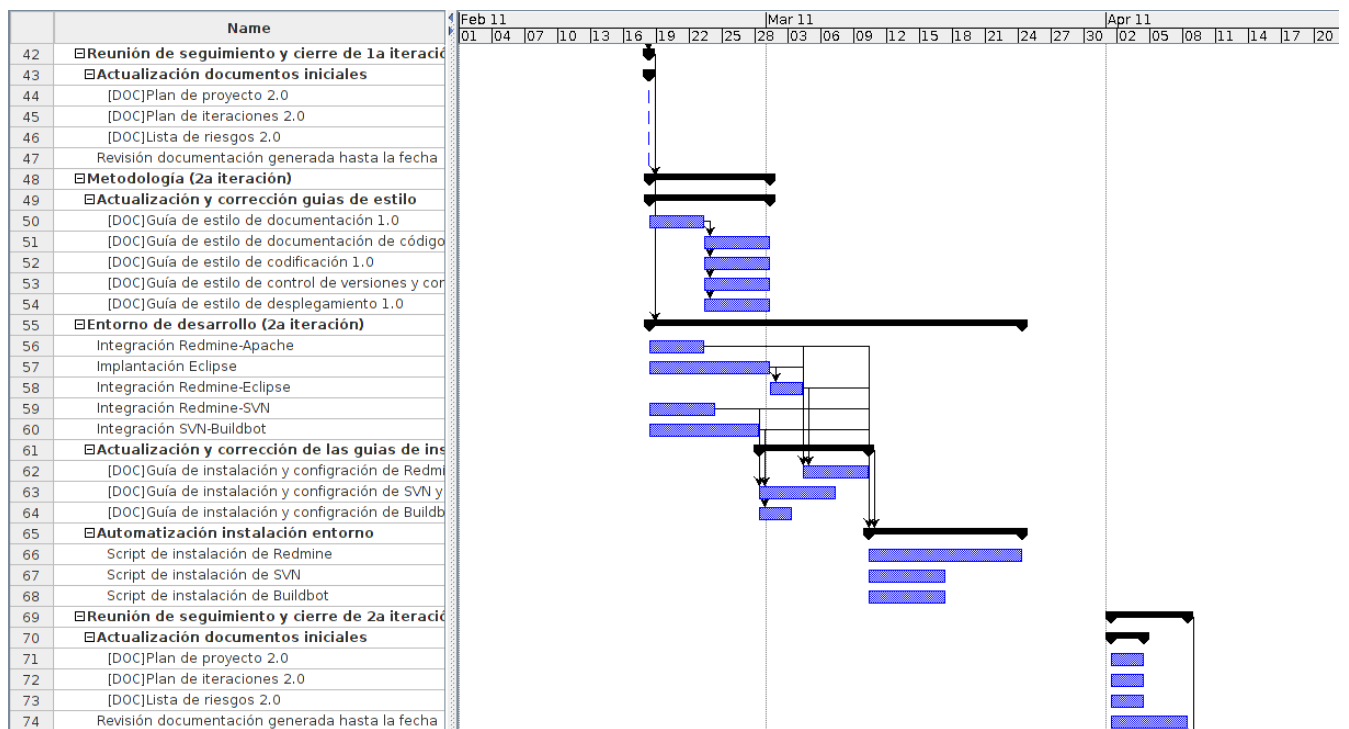 Name
Feb 11 Mar 11 Apr 11
01 04 07 10 13 16 19 22 25 28 03 06 09 12 15 18 21 24 27 30 02 05 08 11 14 17 20
42 Reunión de seguimiento y cierre de 1a iteració
43 Actualización documentos iniciales
44 [DOC]Plan de proyecto 2.0
45 [DOC]Plan de iteraciones 2.0
46 [DOC]Lista de riesgos 2.0
47 Revisión documentación generada hasta la fecha
48 Metodología (2a iteración)
49 Actualización y corrección guias de estilo
50 [DOC]Guía de estilo de documentación 1.0
51 [DOC]Guía de estilo de documentación de código
52 [DOC]Guía de estilo de codificación 1.0
53 [DOC]Guía de estilo de control de versiones y cor
54 [DOC]Guía de estilo de desplegamiento 1.0
55 Entorno de desarrollo (2a iteración)
56 Integración Redmine-Apache
57 Implantación Eclipse
58 Integración Redmine-Eclipse
59 Integración Redmine-SVN
60 Integración SVN-Buildbot
61 Actualización y corrección de las guias de ins
62 [DOC]Guía de instalación y configración de Redmi
63 [DOC]Guía de instalación y configración de SVN y
64 [DOC]Guía de instalación y configración de Buildb
65 Automatización instalación entorno
66 Script de instalación de Redmine
67 Script de instalación de SVN
68 Script de instalación de Buildbot
69 Reunión de seguimiento y cierre de 2a iteració
70 Actualización documentos iniciales
71 [DOC]Plan de proyecto 2.0
72 [DOC]Plan de iteraciones 2.0
73 [DOC]Lista de riesgos 2.0
74 Revisión documentación generada hasta la fecha